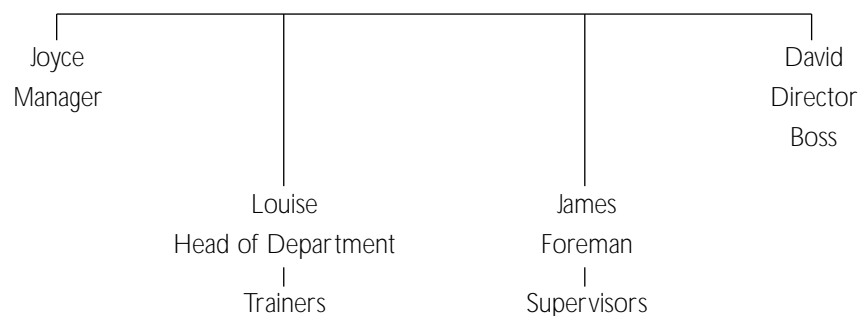 Joyce
Manager
David
Director
Boss
Louise
Head of Department
Trainers
James
Foreman
Supervisors